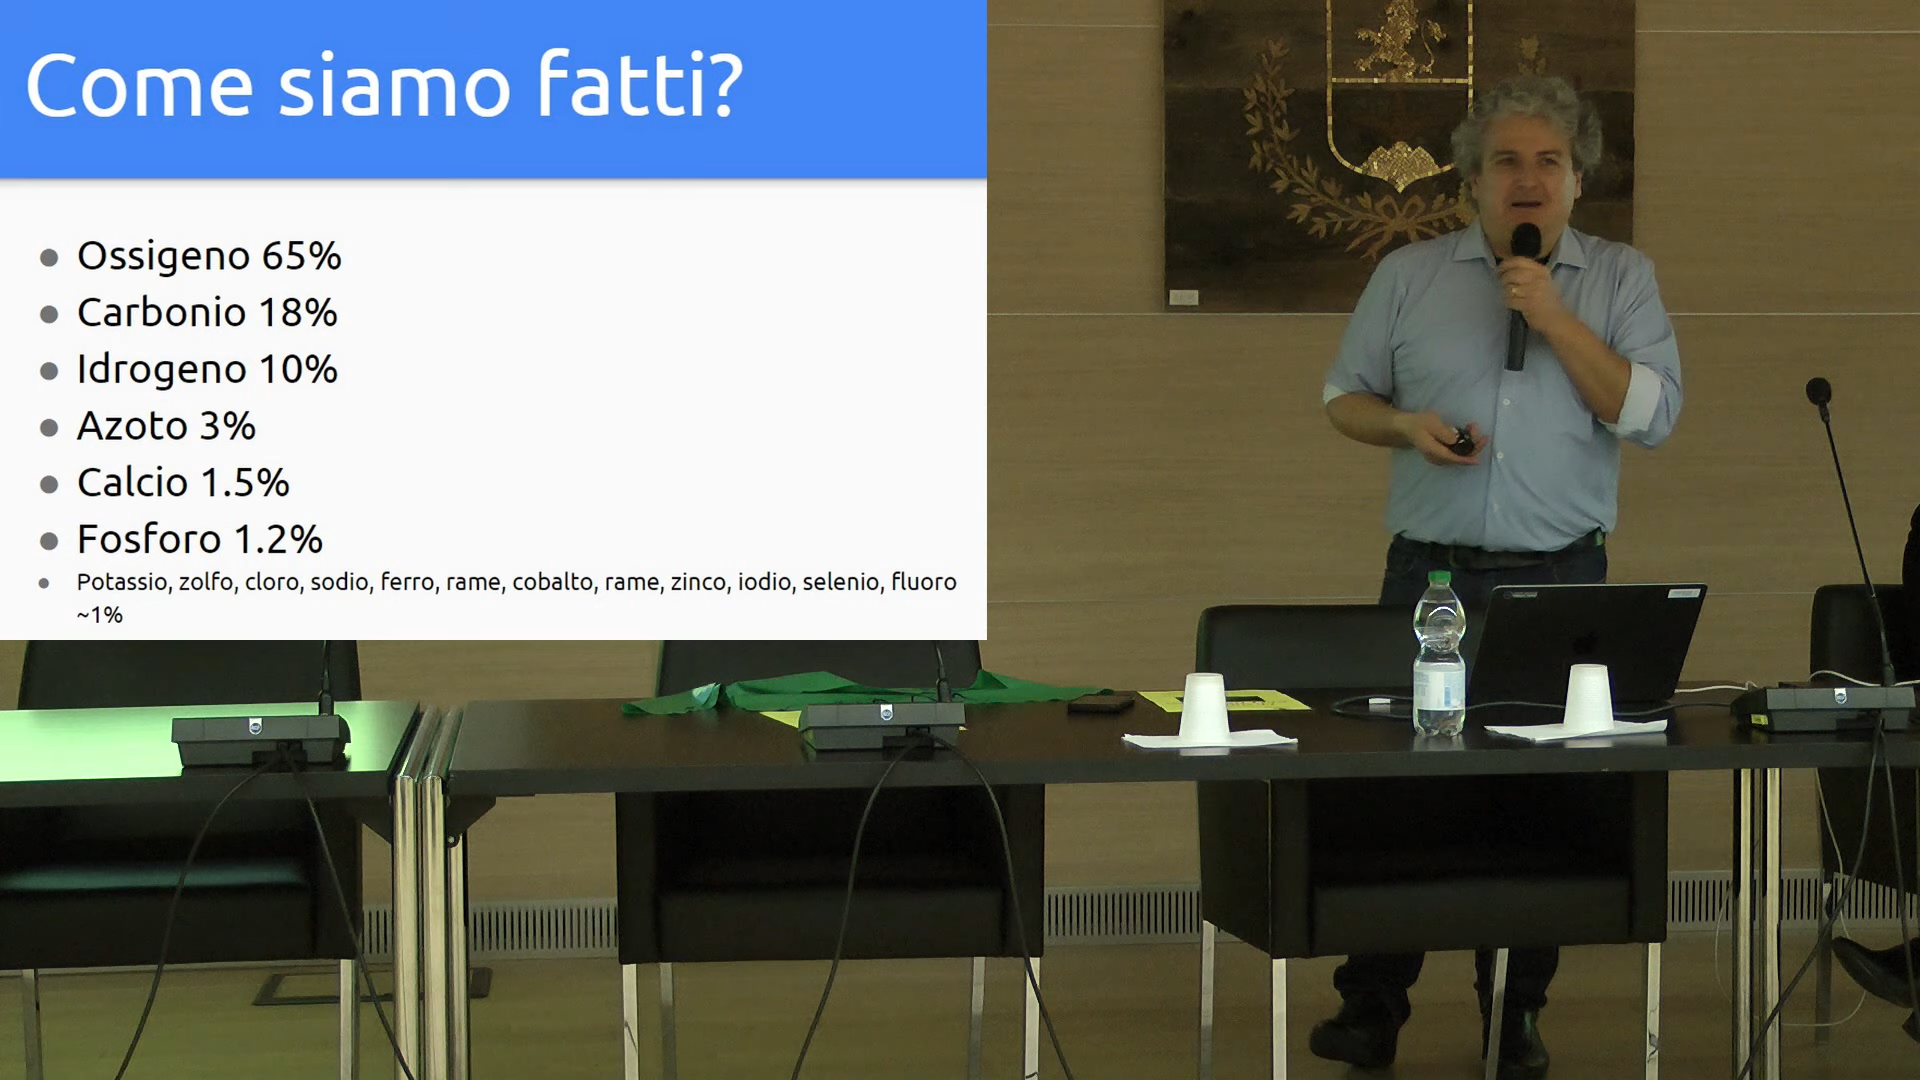 Come siamo fatti?
Ossigeno 65%
Carbonio 18%
Idrogeno 10%
Azoto 3%
Calcio 1.5%
Fosforo 1.2%
Potassio, zolfo, cloro, sodio, ferro, rame, cobalto, rame, zinco, iodio, selenio, fluoro
~1%